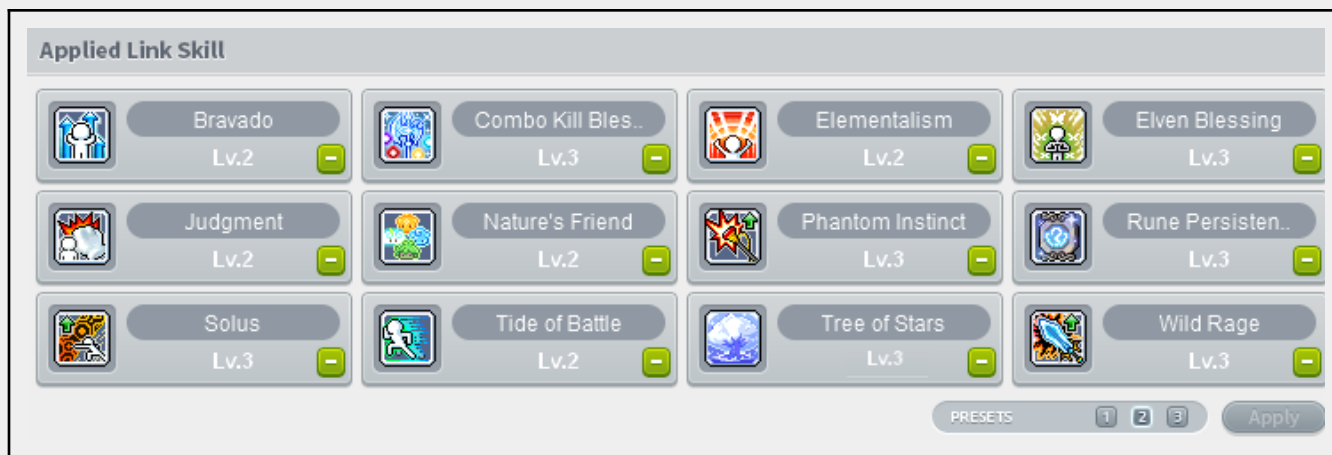 Applied Link Skill
Bravado Combo Kill Bles.. Elementalism Elven Blessing
Lv.2 Lv.3 Lv.2 Lv.3
Judgment Nature's Friend Phantom Instinct Rune Persisten..
Lv.2 Lv.2 Lv.3 Lv.3
Solus Tide of Battle Tree of Stars Wild Rage
Lv.3 Lv.2 Lv.3 Lv.3
PRESETS 1 2 3 Apply